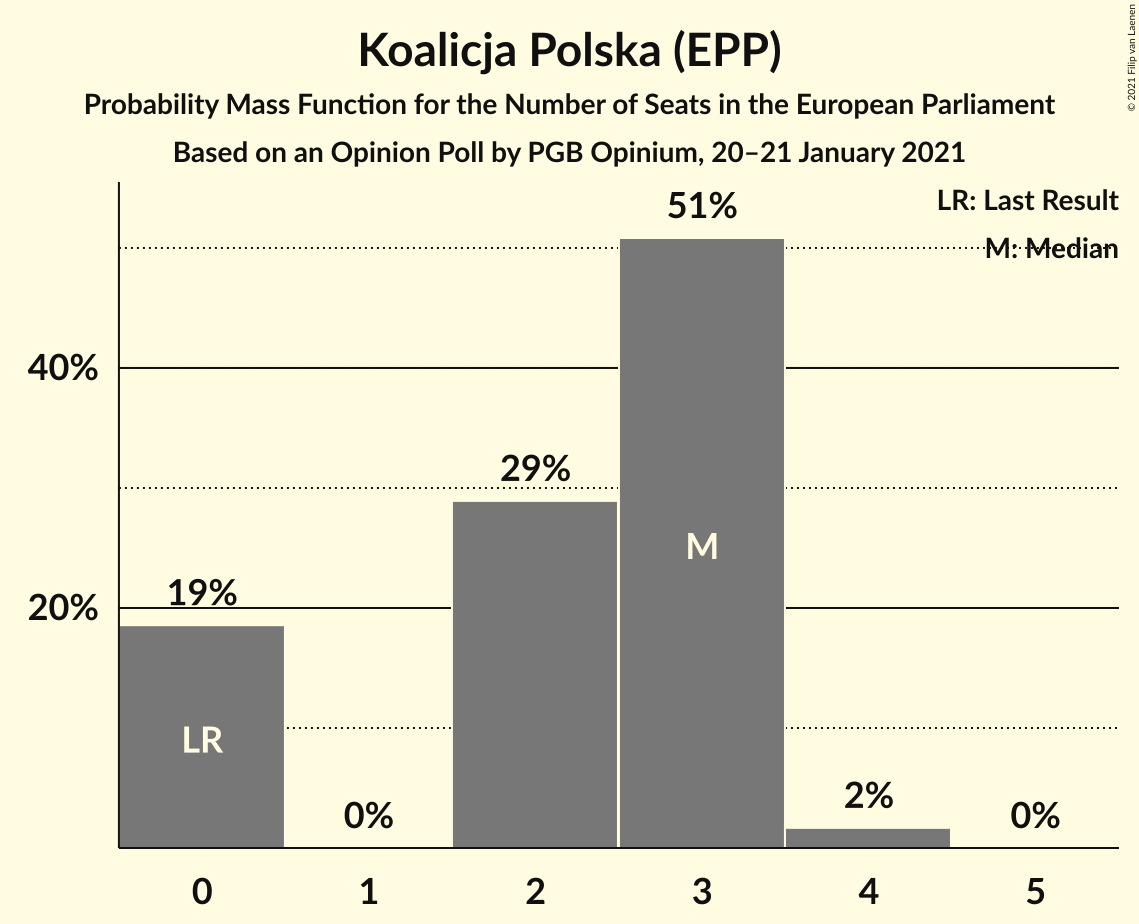 Koalicja Polska (EPP)
Probability Mass Function for the Number of Seats in the European Parliament
Based on an Opinion Poll by PGB Opinium, 20–21 January 2021
© 2021 Filip van Laenen
LR: Last Result
M: Median
51%
40%
29%
M
20%
19%
LR
0%
2%
0%
0 1 2 3 4 5